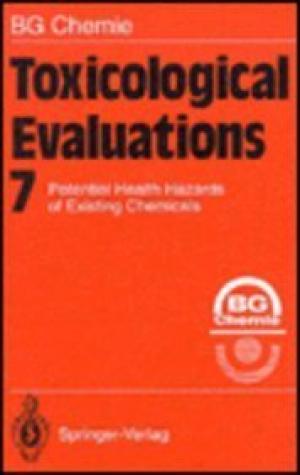 BG Chemie
Toxicological
Evaluations
7
Potential Health Hazards
of Existing Chemicals
BG
Chemie
Springer-Verlag